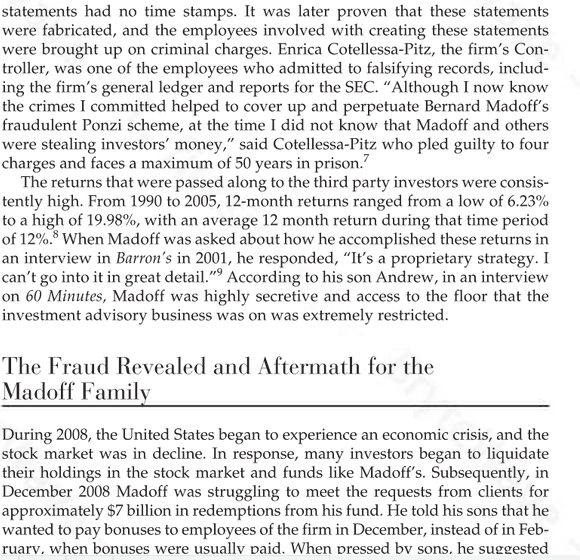 statements had no time stamps. It was later proven that these statements
were fabricated, and the employees involved with creating these statements
were brought up on criminal charges. Enrica Cotellessa-Pitz, the firm's Con-
troller, was one of the employees who admitted to falsifying records, includ-
ing the firm's general ledger and reports for the SEC. “Although I now know
the crimes I committed helped to cover up and perpetuate Bernard Madoff's
fraudulent Ponzi scheme, at the time I did not know that Madoff and others
were stealing investors' money,” said Cotellessa-Pitz who pled guilty to four
charges and faces a maximum of 50 years in prison.7
The returns that were passed along to the third party investors were consis-
tently high. From 1990 to 2005, 12-month returns ranged from a low of 6.23%
to a high of 19.98%, with an average 12 month return during that time period
of 12%.8 When Madoff was asked about how he accomplished these returns in
an interview in Barron's in 2001, he responded, “It's a proprietary strategy. I
can't go into it in great detail.”9 According to his son Andrew, in an interview
on 60 Minutes, Madoff was highly secretive and access to the floor that the
investment advisory business was on was extremely restricted.
The Fraud Revealed and Aftermath for the
Madoff Family
During 2008, the United States began to experience an economic crisis, and the
stock market was in decline. In response, many investors began to liquidate
their holdings in the stock market and funds like Madoff's. Subsequently, in
December 2008 Madoff was struggling to meet the requests from clients for
approximately $7 billion in redemptions from his fund. He told his sons that he
wanted to pay bonuses to employees of the firm in December, instead of in Feb-
ruary, when bonuses were usually paid. When pressed by sons, he suggested